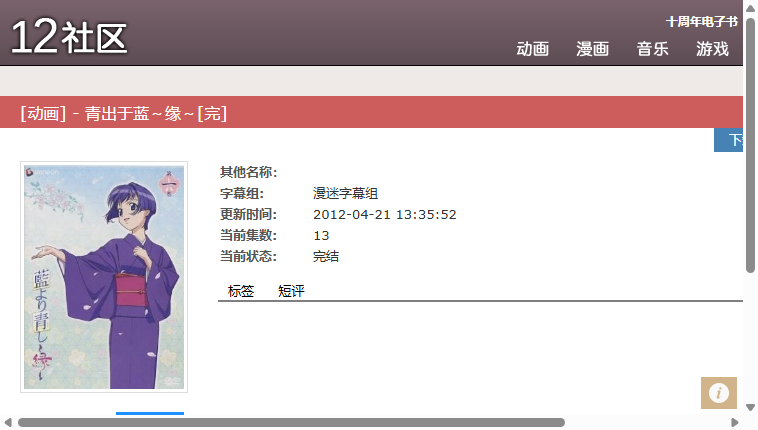 12社区
十周年电子书
动画 漫画 音乐 游戏
[动画] - 青出于蓝～缘～[完]
其他名称:
字幕组: 漫迷字幕组
更新时间: 2012-04-21 13:35:52
当前集数: 13
当前状态: 完结
标签 短评
藍より青し～縁～